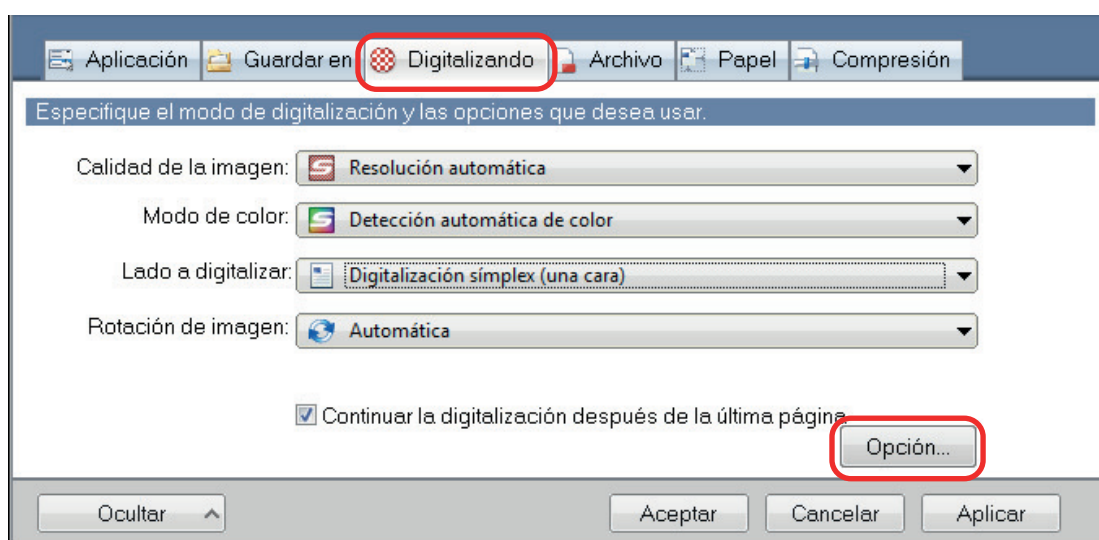 Aplicación Guardar en Digitalizando Archivo Papel Compresión
Especifique el modo de digitalización y las opciones que desea usar.
Calidad de la imagen: Resolución automática
Modo de color: Detección automática de color
Lado a digitalizar: Digitalización símplex (una cara)
Rotación de imagen: Automática
Continuar la digitalización después de la última página
Opción...
Ocultar Aceptar Cancelar Aplicar